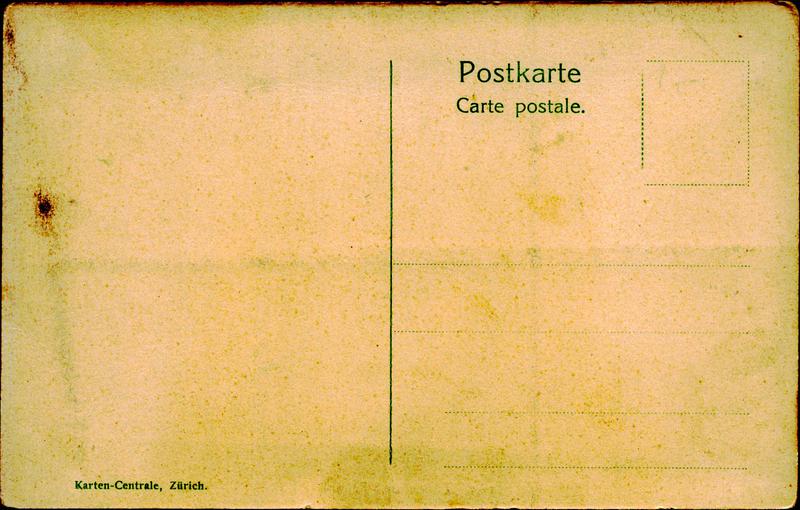 Postkarte
Carte postale.
Karten-Centrale, Zürich.